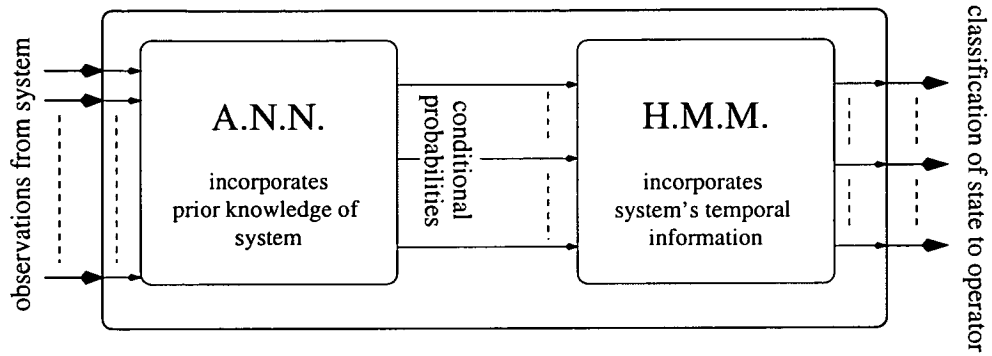 observations from system
A.N.N.
incorporates
prior knowledge of
system
conditional
probabilities
H.M.M.
incorporates
system's temporal
information
classification of state to operator